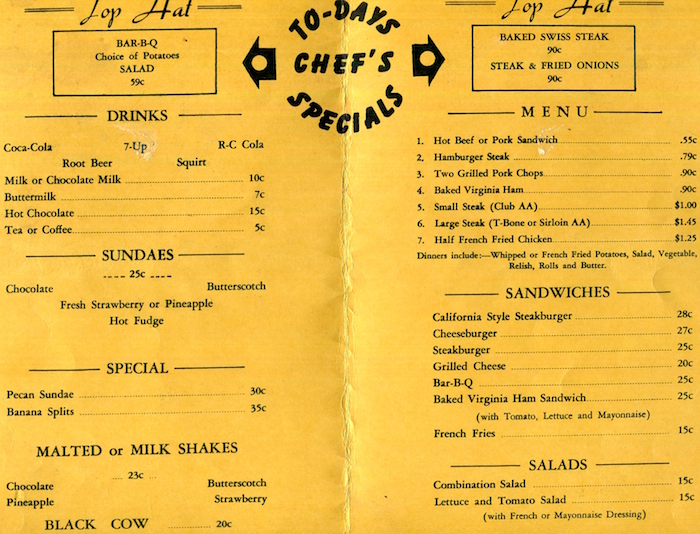 Top Hat
BAR-B-Q
Choice of Potatoes
SALAD
59c
DRINKS
Coca-Cola 7-Up R-C Cola
Root Beer Squirt
Milk or Chocolate Milk 10c
Buttermilk 7c
Hot Chocolate 15c
Tea or Coffee 5c
SUNDAES
25c
Chocolate Butterscotch
Fresh Strawberry or Pineapple
Hot Fudge
SPECIAL
Pecan Sundae 30c
Banana Splits 35c
MALTED or MILK SHAKES
23c
Chocolate Butterscotch
Pineapple Strawberry
BLACK COW 20c
TO-DAYS
CHEF'S
SPECIALS
Top Hat
BAKED SWISS STEAK
90c
STEAK & FRIED ONIONS
90c
MENU
1. Hot Beef or Pork Sandwich .55c
2. Hamburger Steak .79c
3. Two Grilled Pork Chops .90c
4. Baked Virginia Ham .90c
5. Small Steak (Club AA) $1.00
6. Large Steak (T-Bone or Sirloin AA) $1.45
7. Half French Fried Chicken $1.25
Dinners include:—Whipped or French Fried Potatoes, Salad, Vegetable,
Relish, Rolls and Butter.
SANDWICHES
California Style Steakburger 28c
Cheeseburger 27c
Steakburger 25c
Grilled Cheese 20c
Bar-B-Q 25c
Baked Virginia Ham Sandwich 25c
(with Tomato, Lettuce and Mayonnaise)
French Fries 15c
SALADS
Combination Salad 15c
Lettuce and Tomato Salad 15c
(with French or Mayonnaise Dressing)